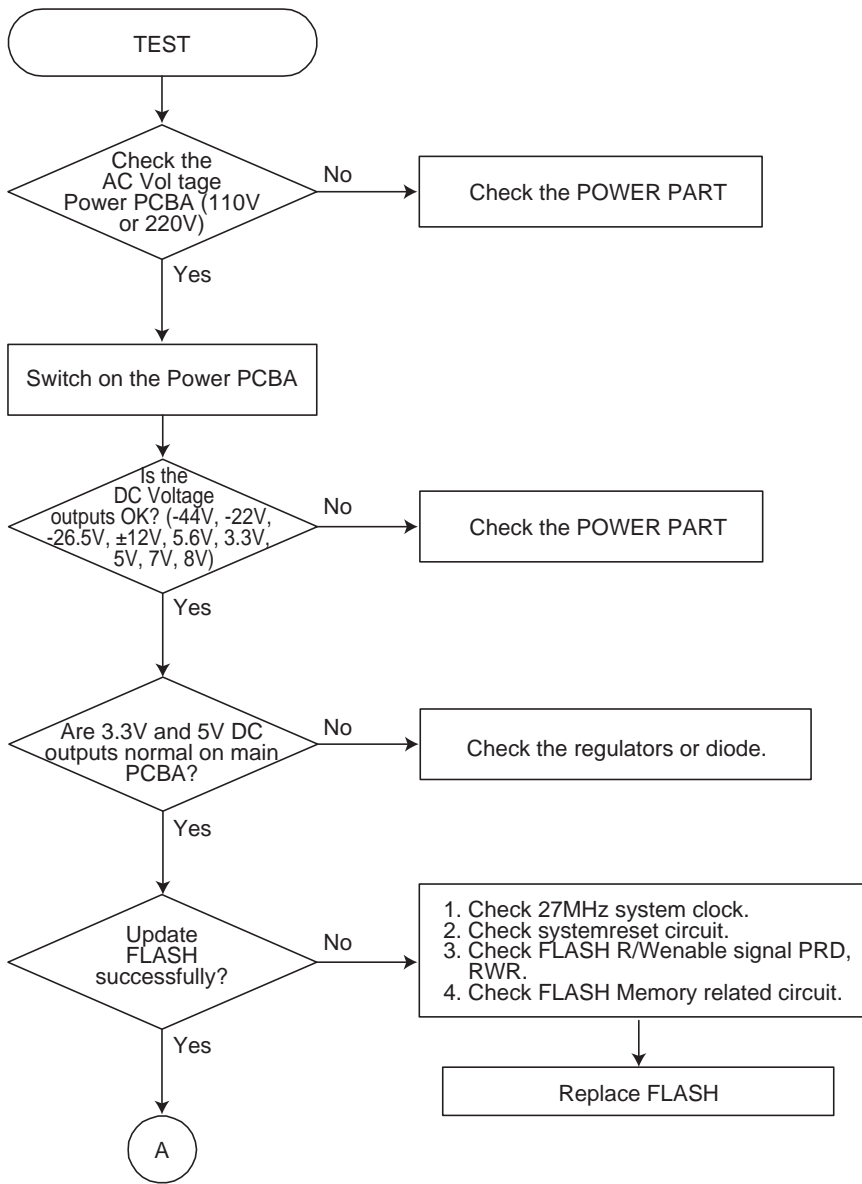 TEST
Check the
AC Vol tage
Power PCBA (110V
or 220V)
No
Check the POWER PART
Yes
Switch on the Power PCBA
Is the
DC Voltage
outputs OK? (-44V, -22V,
-26.5V, ±12V, 5.6V, 3.3V,
5V, 7V, 8V)
No
Check the POWER PART
Yes
Are 3.3V and 5V DC
outputs normal on main
PCBA?
No
Check the regulators or diode.
Yes
Update
FLASH
successfully?
No
1. Check 27MHz system clock.
2. Check systemreset circuit.
3. Check FLASH R/Wenable signal PRD,
RWR.
4. Check FLASH Memory related circuit.
Yes
Replace FLASH
A